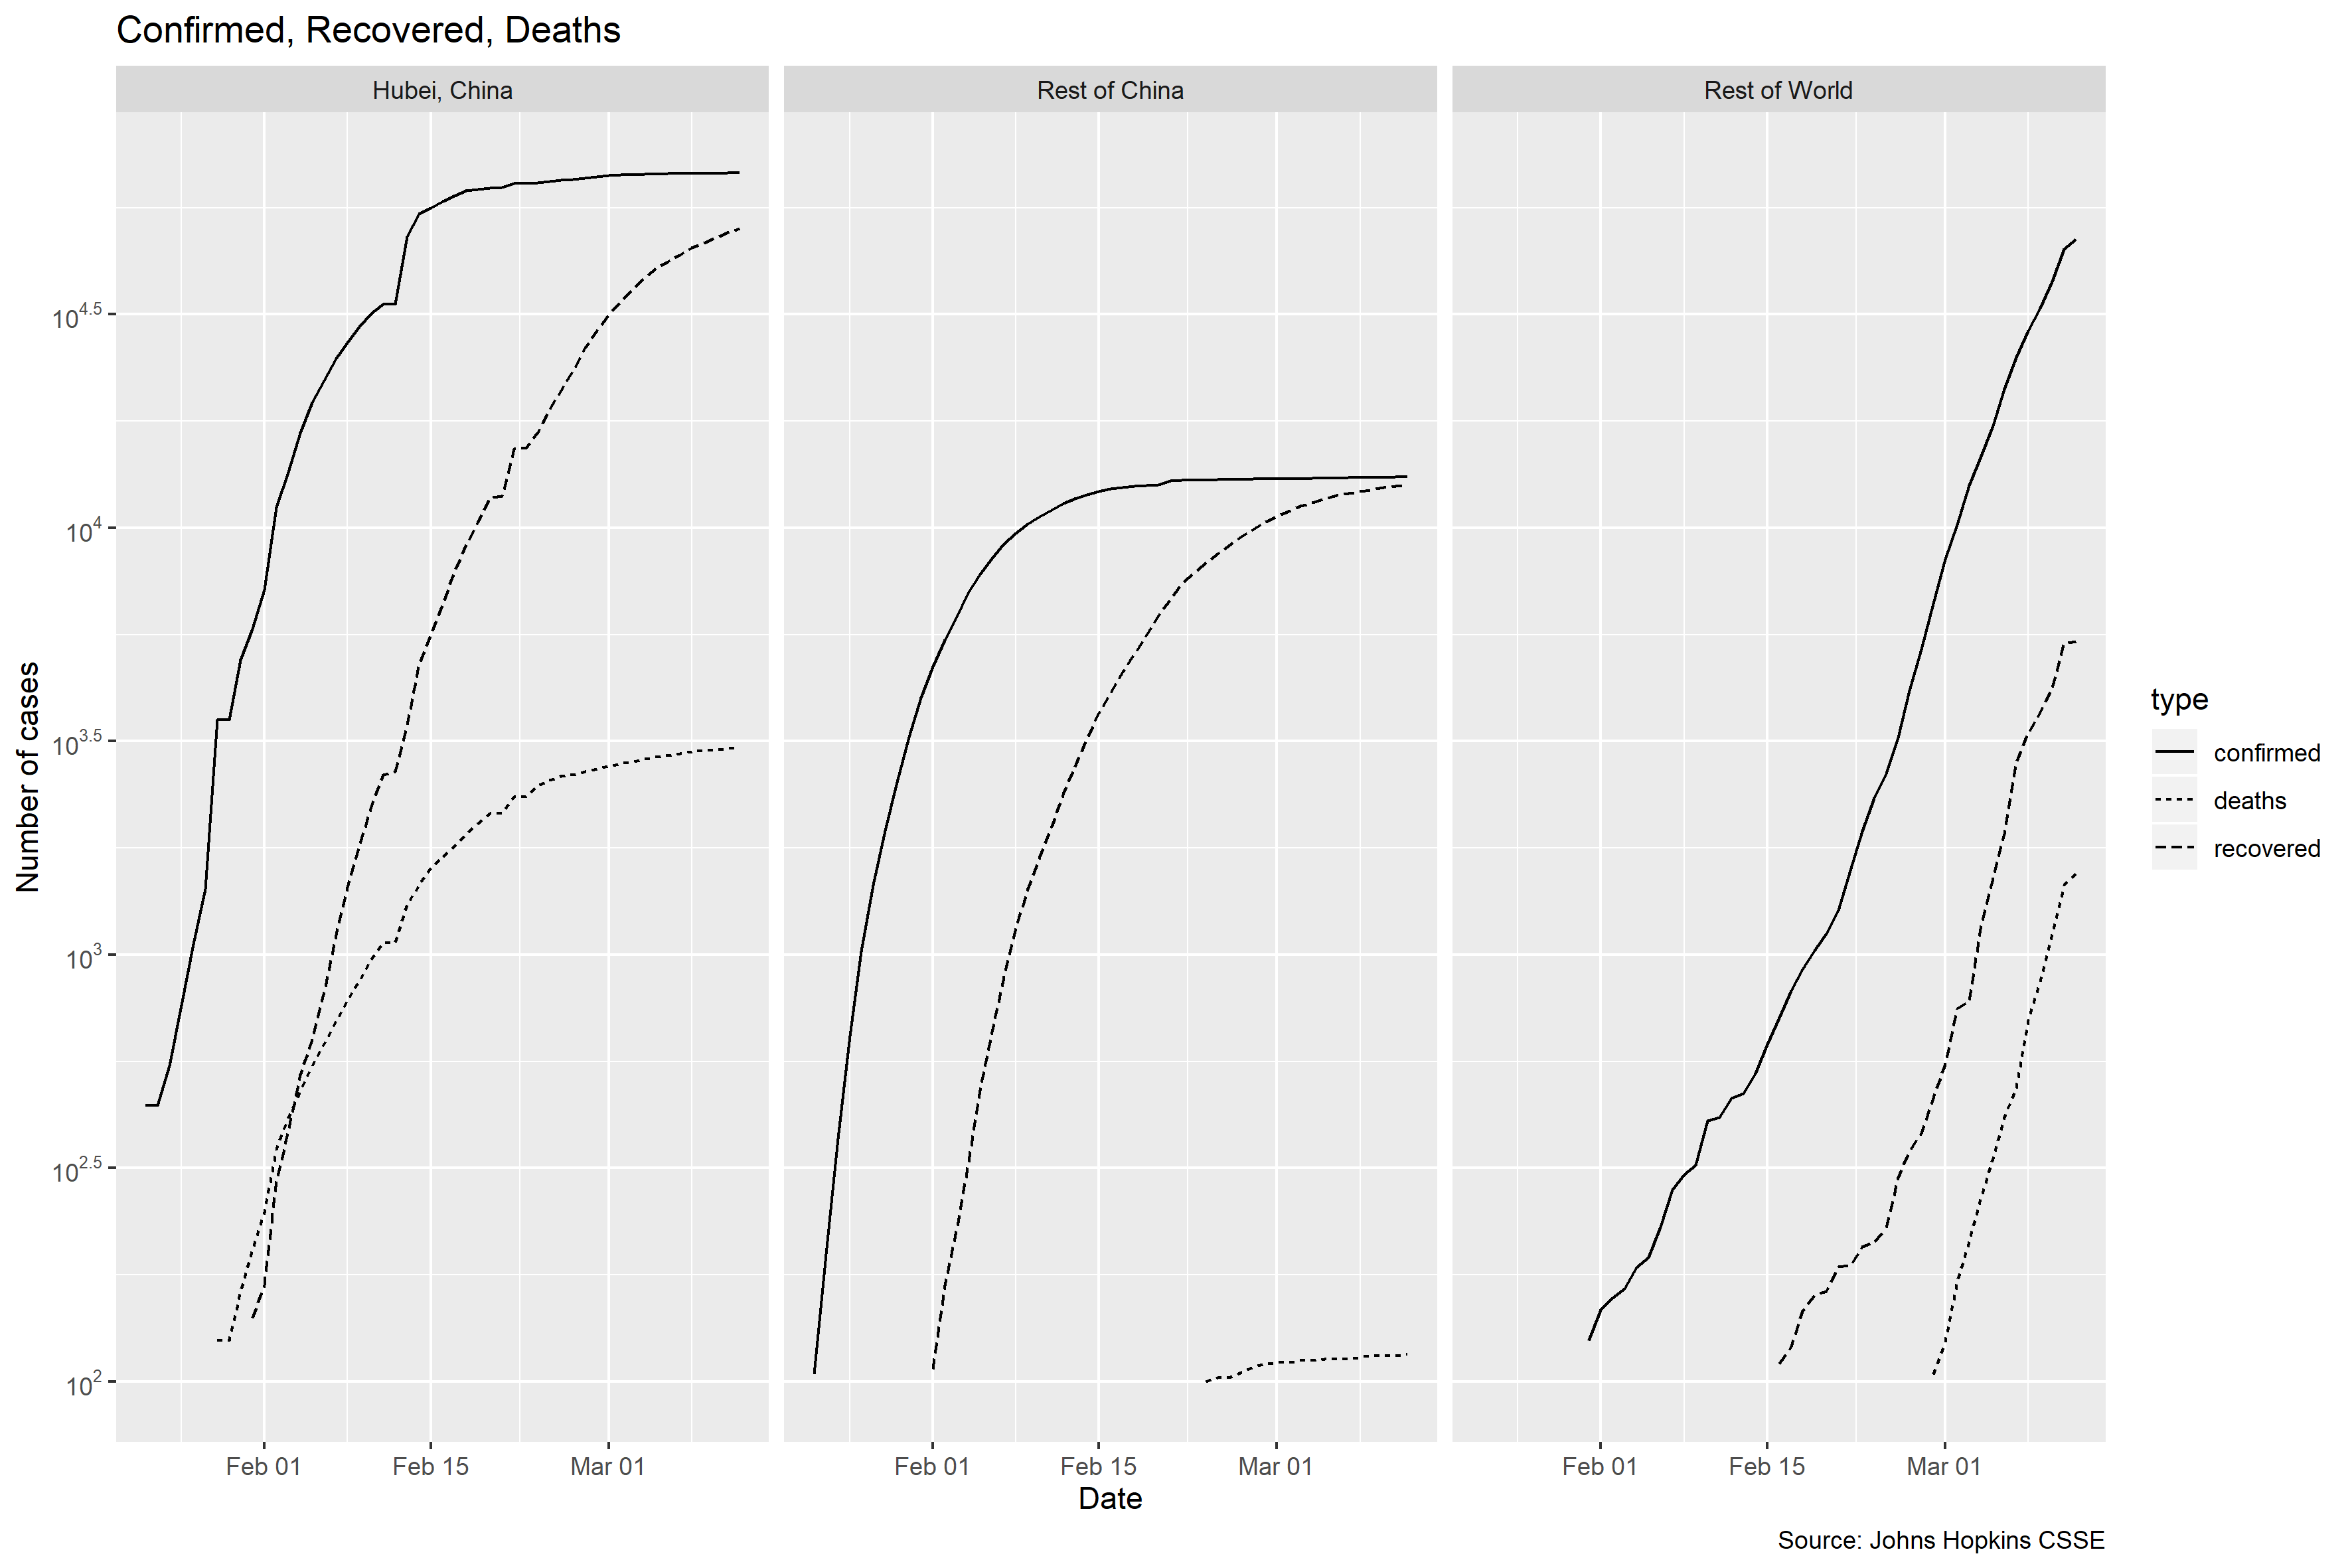 Confirmed, Recovered, Deaths
Hubei, China
Rest of China
Rest of World
Number of cases
10^4.5
10^4
10^3.5
10^3
10^2.5
10^2
Feb 01
Feb 15
Mar 01
Feb 01
Feb 15
Mar 01
Feb 01
Feb 15
Mar 01
Date
type
confirmed
deaths
recovered
Source: Johns Hopkins CSSE